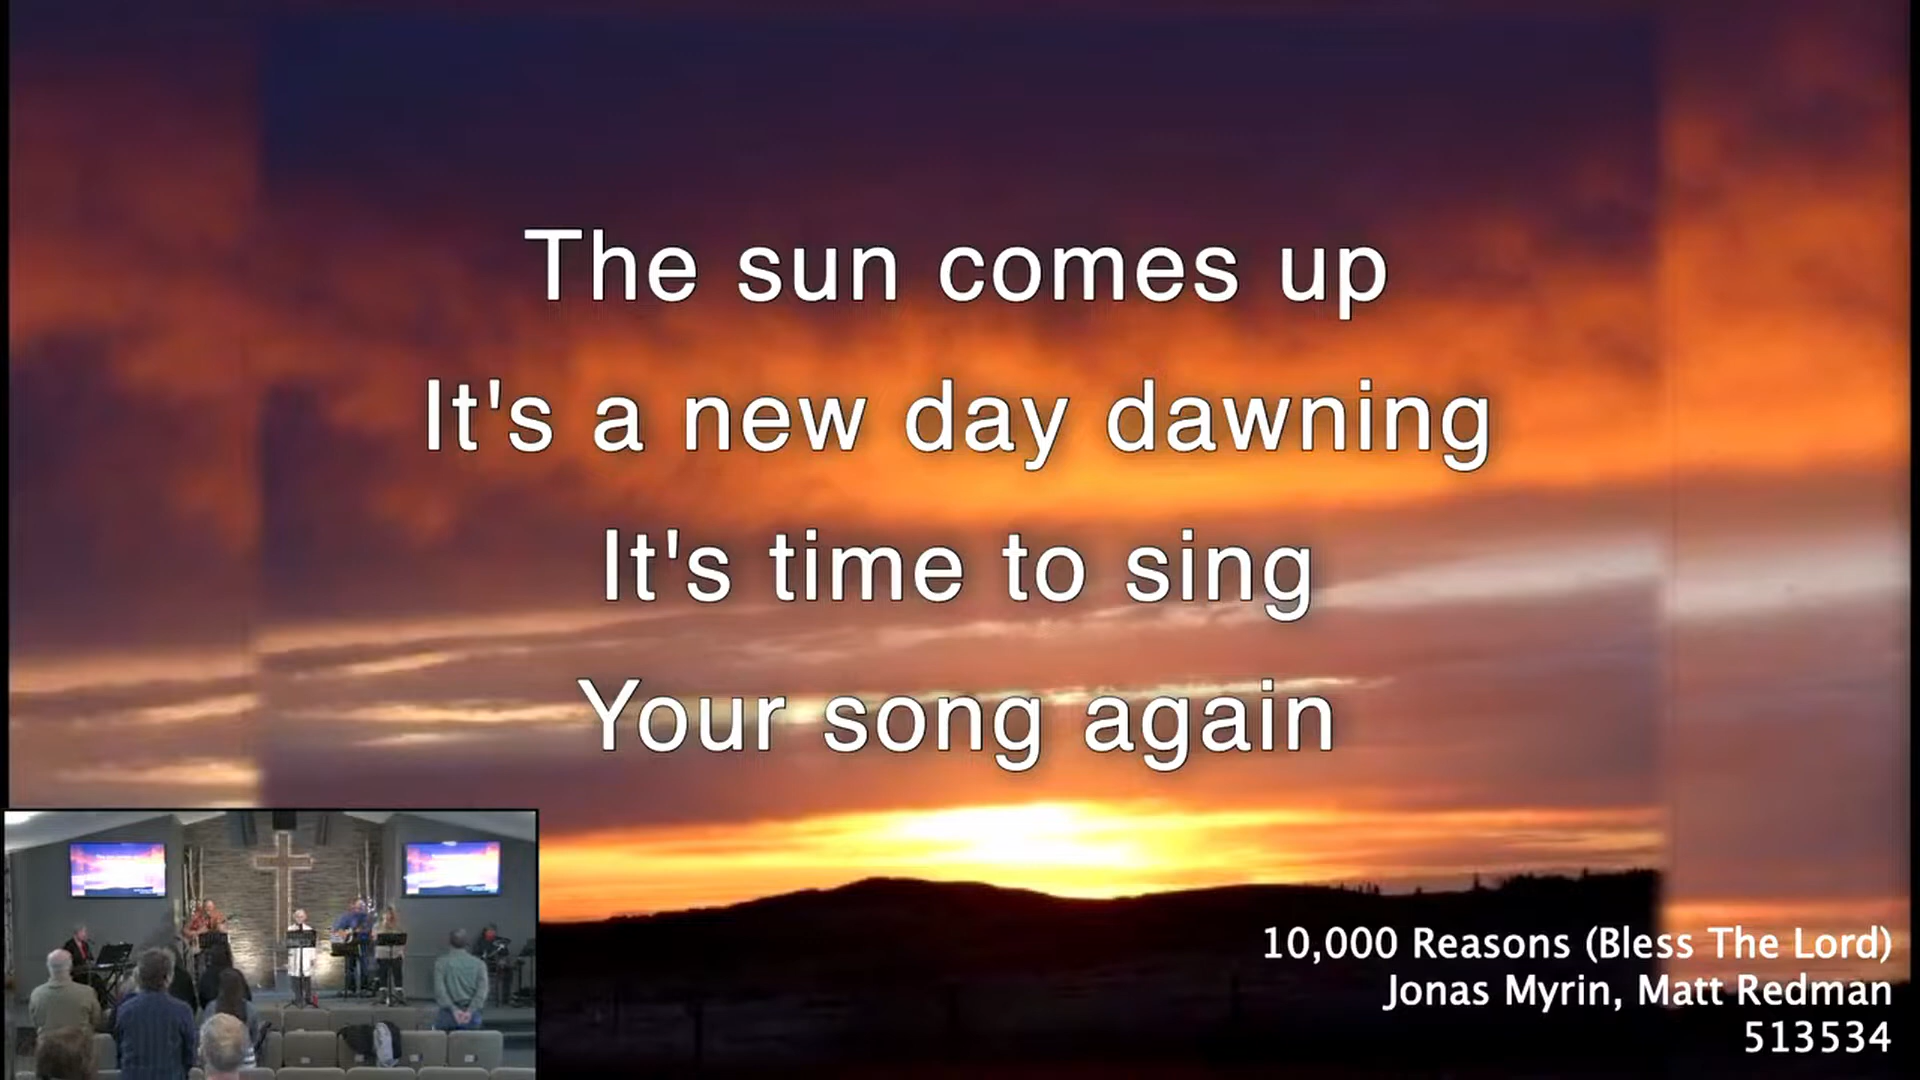 The sun comes up
It's a new day dawning
It's time to sing
Your song again
10,000 Reasons (Bless The Lord)
Jonas Myrin, Matt Redman
513534